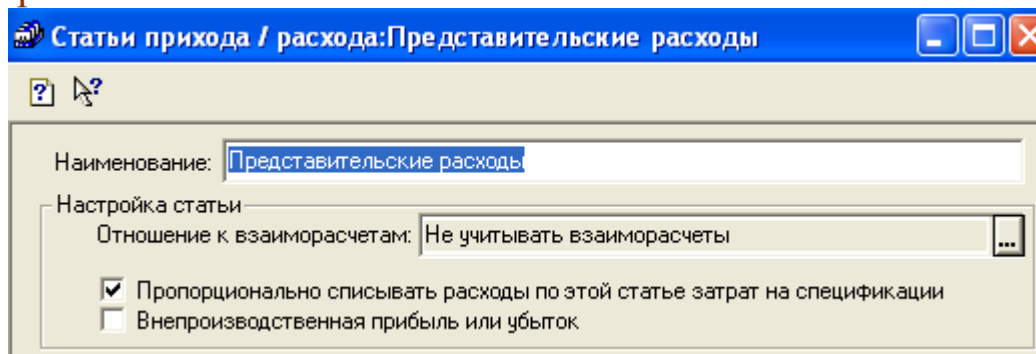 Статьи прихода / расхода:Представительские расходы
Наименование: Представительские расходы
Настройка статьи
Отношение к взаиморасчетам: Не учитывать взаиморасчеты ...
Пропорционально списывать расходы по этой статье затрат на спецификации
Внепроизводственная прибыль или убыток